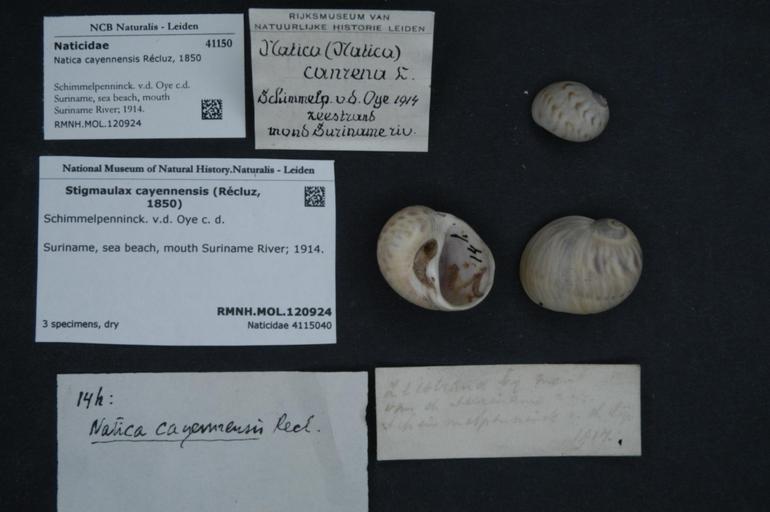 NCB Naturalis - Leiden
Naticidae 41150
Natica cayennensis Récluz, 1850
Schimmelpenninck. v.d. Oye c.d.
Suriname, sea beach, mouth
Suriname River; 1914.
RMNH.MOL.120924
RIJKSMUSEUM VAN
NATUURLIJKE HISTORIE LEIDEN
Natica (Natica)
canrena L.
Schimmelp. v.d. Oye 1914
zeestrand
mond Suriname riv.
National Museum of Natural History.Naturalis - Leiden
Stigmaulax cayennensis (Récluz,
1850)
Schimmelpenninck. v.d. Oye c. d.
Suriname, sea beach, mouth Suriname River; 1914.
RMNH.MOL.120924
3 specimens, dry Naticidae 4115040
14h:
Natica cayennensis Recl.
14